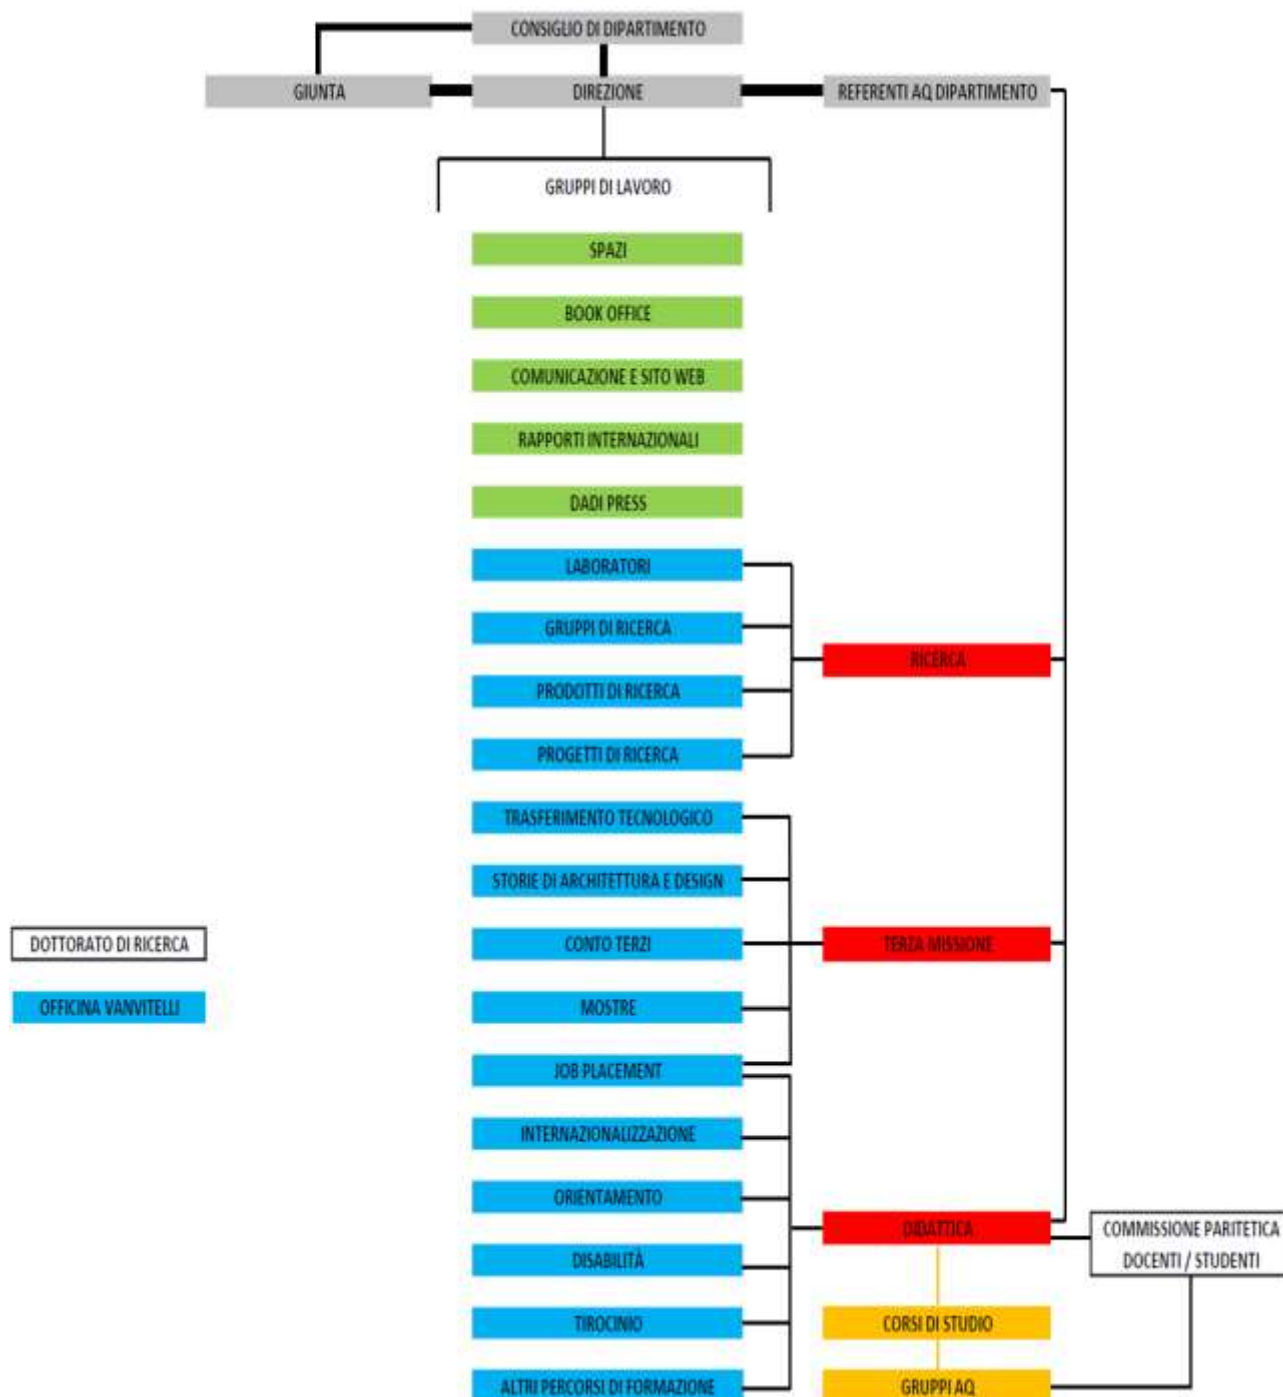 CONSIGLIO DI DIPARTIMENTO
GIUNTA
DIREZIONE
REFERENTI AQ DIPARTIMENTO
GRUPPI DI LAVORO
SPAZI
BOOK OFFICE
COMUNICAZIONE E SITO WEB
RAPPORTI INTERNAZIONALI
DADI PRESS
LABORATORI
GRUPPI DI RICERCA
RICERCA
PRODOTTI DI RICERCA
PROGETTI DI RICERCA
TRASFERIMENTO TECNOLOGICO
STORIE DI ARCHITETTURA E DESIGN
DOTTORATO DI RICERCA
CONTO TERZI
TERZA MISSIONE
OFFICINA VANVITELLI
MOSTRE
JOB PLACEMENT
INTERNAZIONALIZZAZIONE
ORIENTAMENTO
DIDATTICA
COMMISSIONE PARITETICA
DOCENTI / STUDENTI
DISABILITÀ
TIROCINIO
CORSI DI STUDIO
ALTRI PERCORSI DI FORMAZIONE
GRUPPI AQ